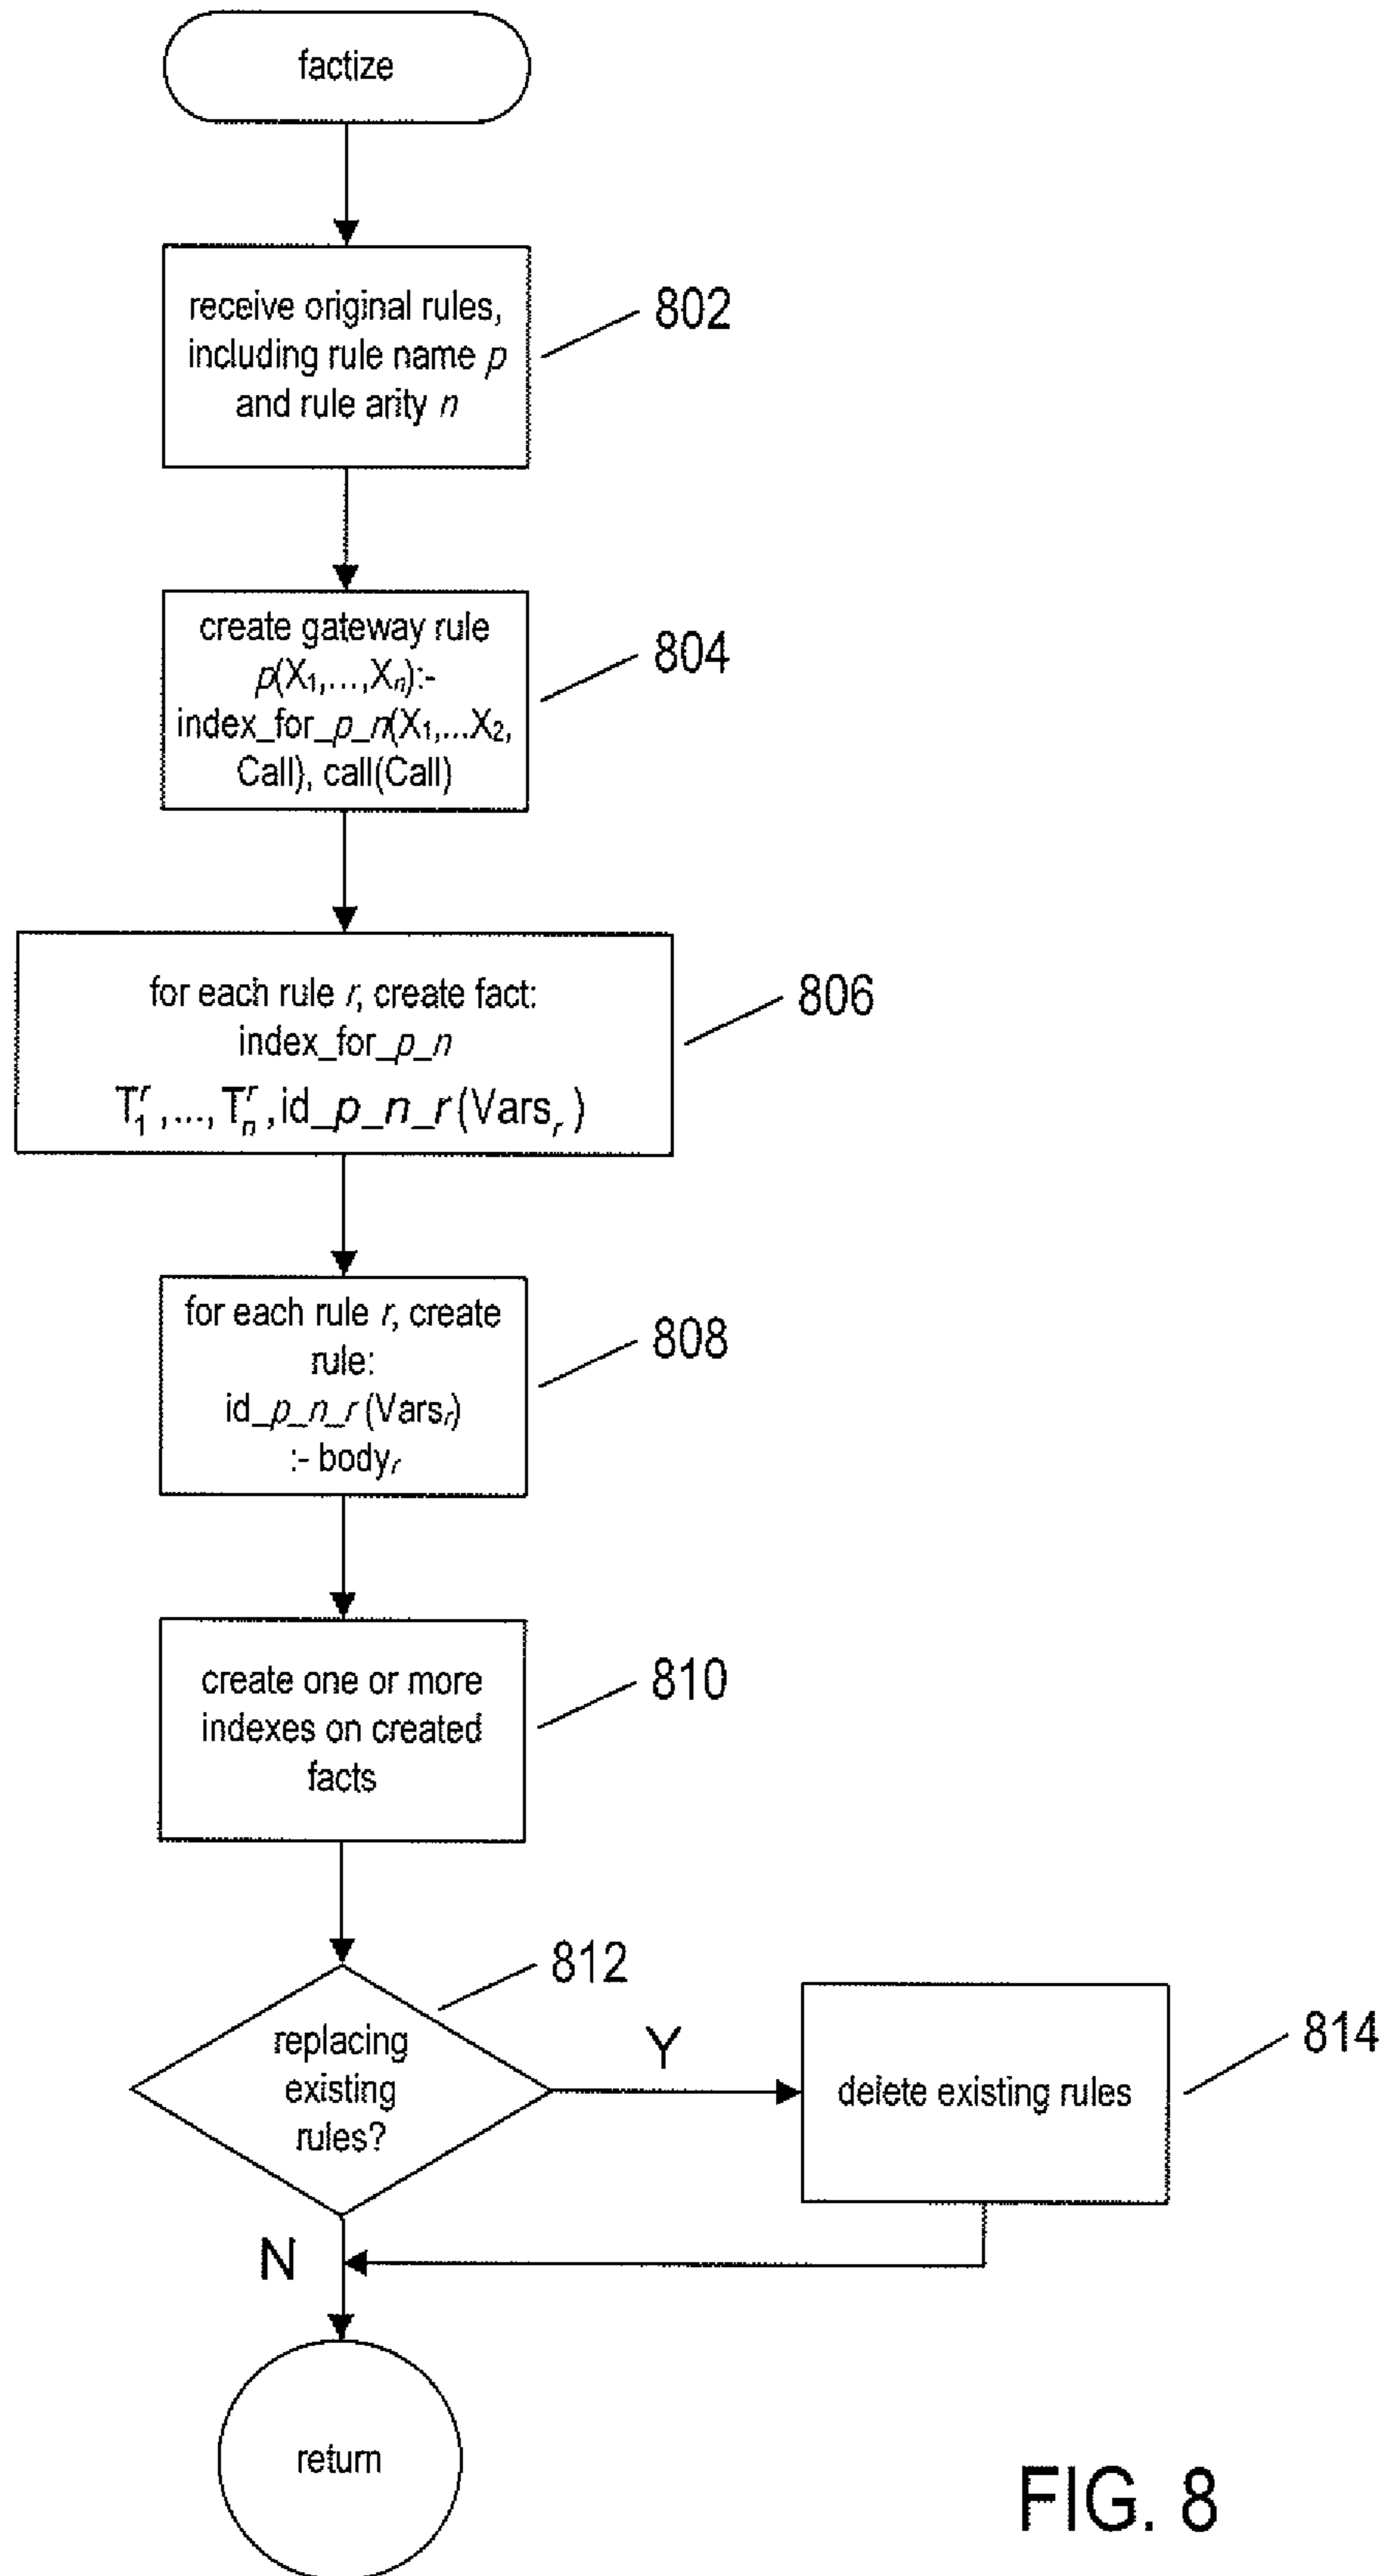 factize
receive original rules,
including rule name p
and rule arity n
802
create gateway rule
p(X₁,...,Xₙ):-
index_for_p_n(X₁,...X₂,
Call), call(Call)
804
for each rule r, create fact:
index_for_p_n
T₁ʳ,...,Tₙʳ,id_p_n_r(Varsᵣ)
806
for each rule r, create
rule:
id_p_n_r (Varsᵣ)
:- bodyᵣ
808
create one or more
indexes on created
facts
810
812
replacing
existing
rules?
Y
delete existing rules
814
N
return
FIG. 8